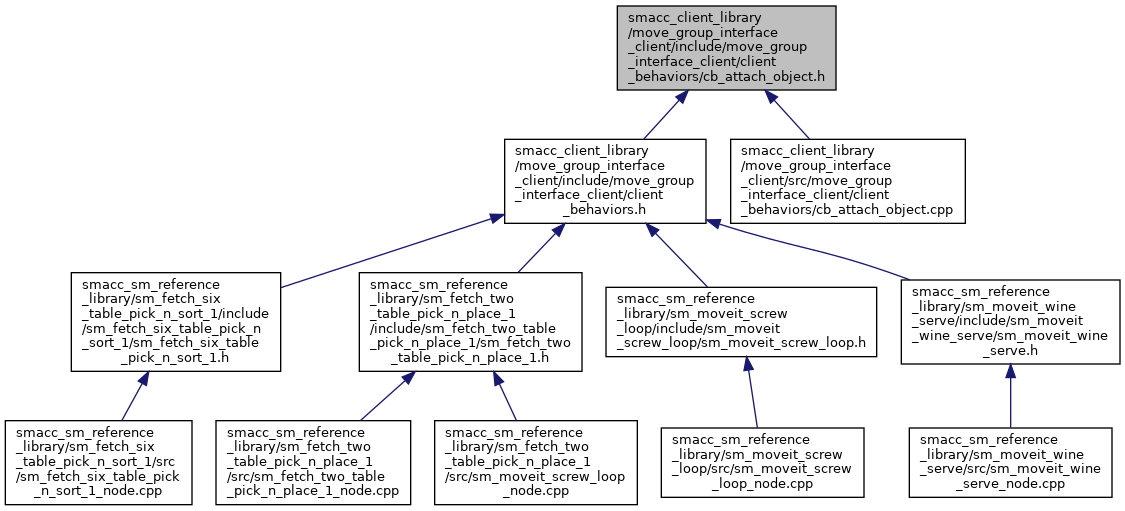 smacc_client_library
/move_group_interface
_client/include/move_group
_interface_client/client
_behaviors/cb_attach_object.h
smacc_client_library
/move_group_interface
_client/include/move_group
_interface_client/client
_behaviors.h
smacc_client_library
/move_group_interface
_client/src/move_group
_interface_client/client
_behaviors/cb_attach_object.cpp
smacc_sm_reference
_library/sm_fetch_six
_table_pick_n_sort_1/include
/sm_fetch_six_table_pick_n
_sort_1/sm_fetch_six_table
_pick_n_sort_1.h
smacc_sm_reference
_library/sm_fetch_two
_table_pick_n_place_1
/include/sm_fetch_two_table
_pick_n_place_1/sm_fetch_two
_table_pick_n_place_1.h
smacc_sm_reference
_library/sm_moveit_screw
_loop/include/sm_moveit
_screw_loop/sm_moveit_screw_loop.h
smacc_sm_reference
_library/sm_moveit_wine
_serve/include/sm_moveit
_wine_serve/sm_moveit_wine
_serve.h
smacc_sm_reference
_library/sm_fetch_six
_table_pick_n_sort_1/src
/sm_fetch_six_table_pick
_n_sort_1_node.cpp
smacc_sm_reference
_library/sm_fetch_two
_table_pick_n_place_1
/src/sm_fetch_two_table
_pick_n_place_1_node.cpp
smacc_sm_reference
_library/sm_fetch_two
_table_pick_n_place_1
/src/sm_moveit_screw_loop
_node.cpp
smacc_sm_reference
_library/sm_moveit_screw
_loop/src/sm_moveit_screw
_loop_node.cpp
smacc_sm_reference
_library/sm_moveit_wine
_serve/src/sm_moveit_wine
_serve_node.cpp